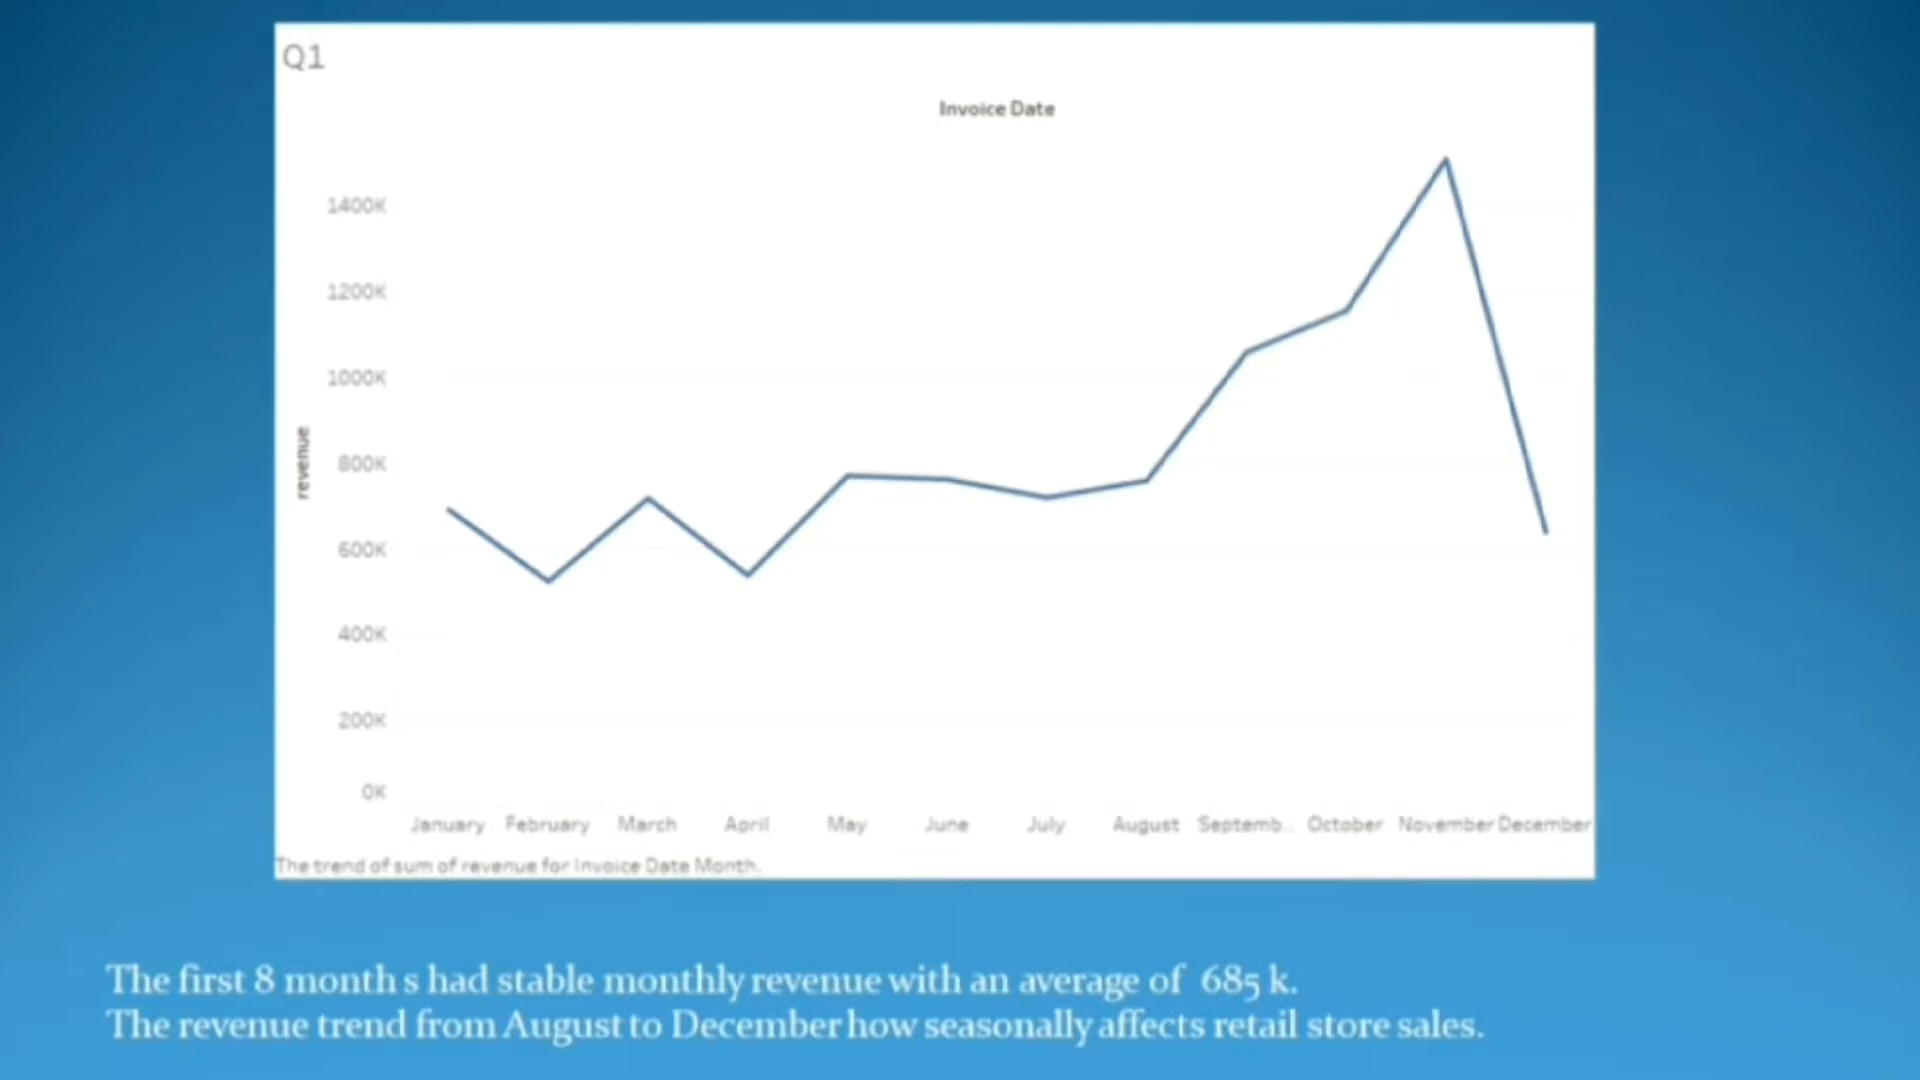 Q1
Invoice Date
1400K
1200K
1000K
800K
600K
400K
200K
0K
revenue
January February March April May June July August Septemb.. October November December
The trend of sum of revenue for Invoice Date Month.
The first 8 month s had stable monthly revenue with an average of 685 k.
The revenue trend from August to December how seasonally affects retail store sales.